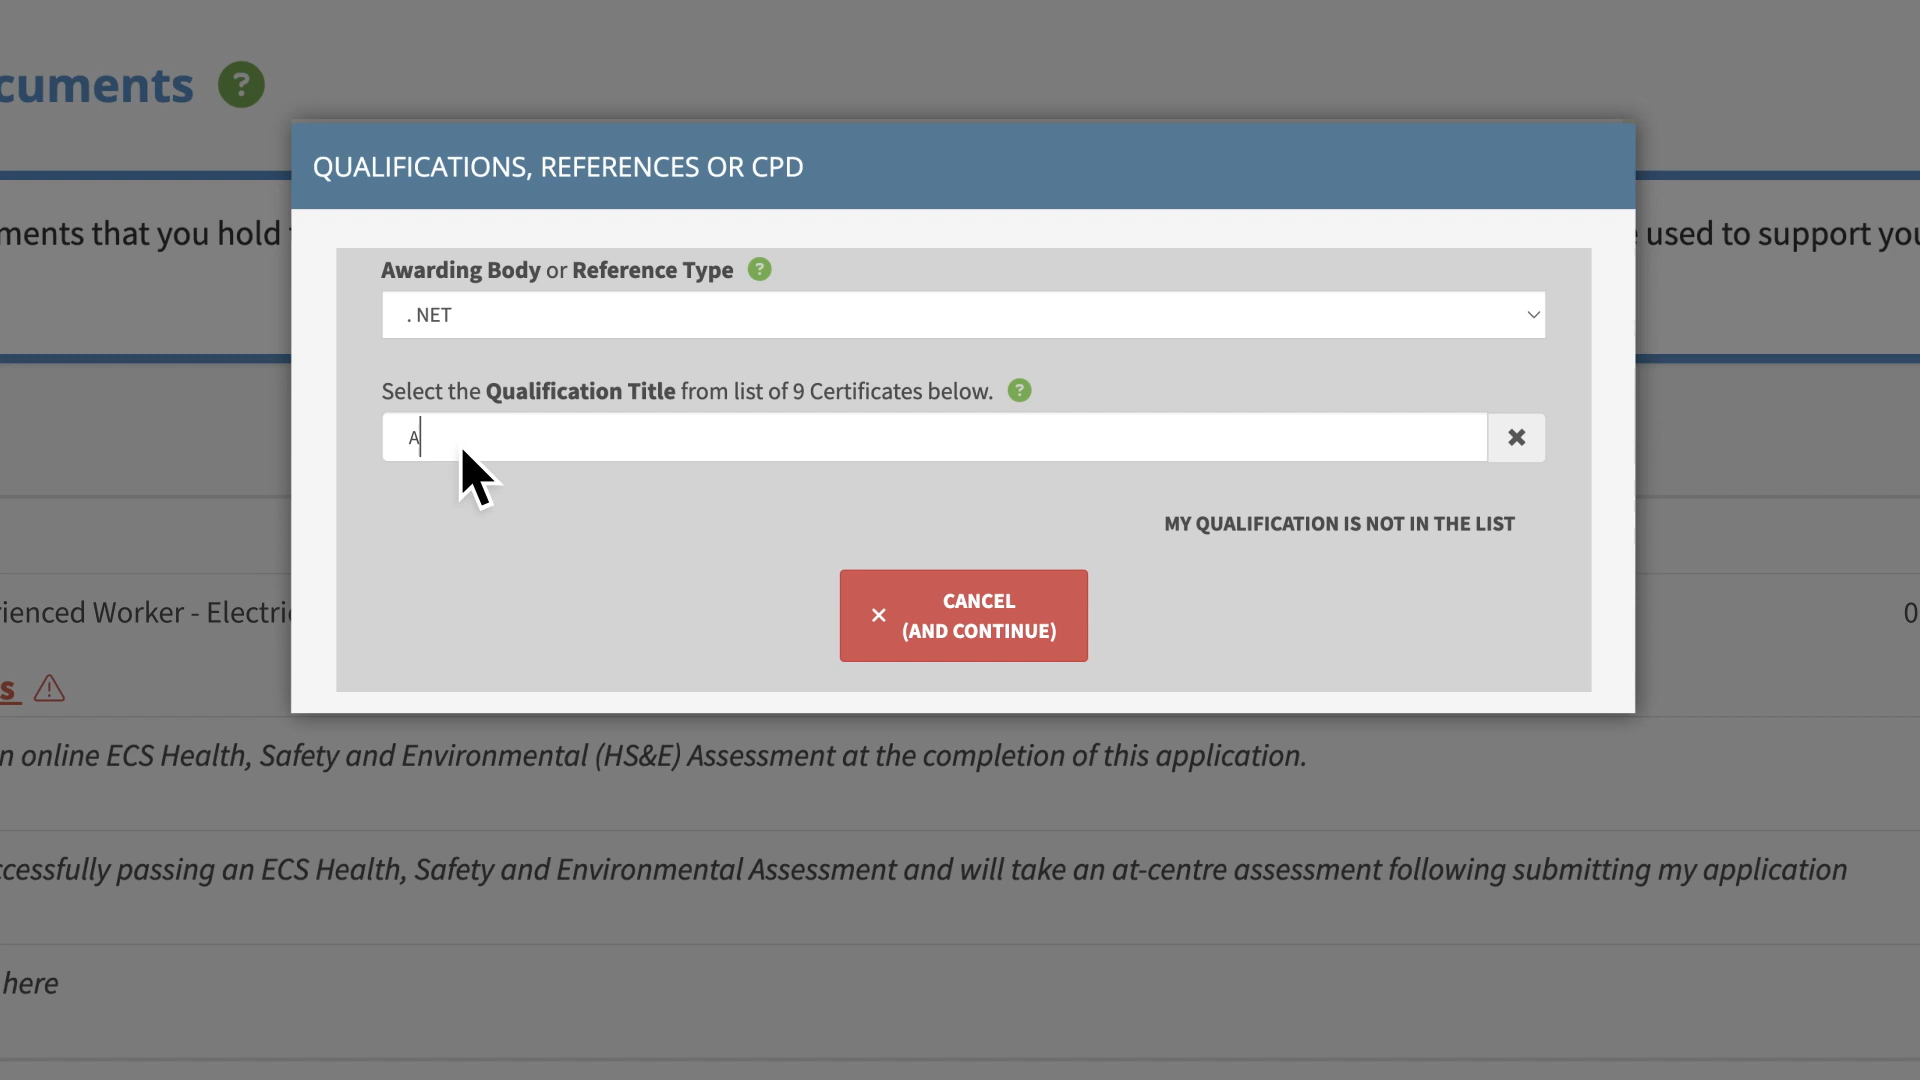 cuments ?
QUALIFICATIONS, REFERENCES OR CPD
ments that you hold
used to support you
Awarding Body or Reference Type ?
. NET
Select the Qualification Title from list of 9 Certificates below. ?
A
MY QUALIFICATION IS NOT IN THE LIST
CANCEL
(AND CONTINUE)
ienced Worker - Electri
0
s
n online ECS Health, Safety and Environmental (HS&E) Assessment at the completion of this application.
cessfully passing an ECS Health, Safety and Environmental Assessment and will take an at-centre assessment following submitting my application
here